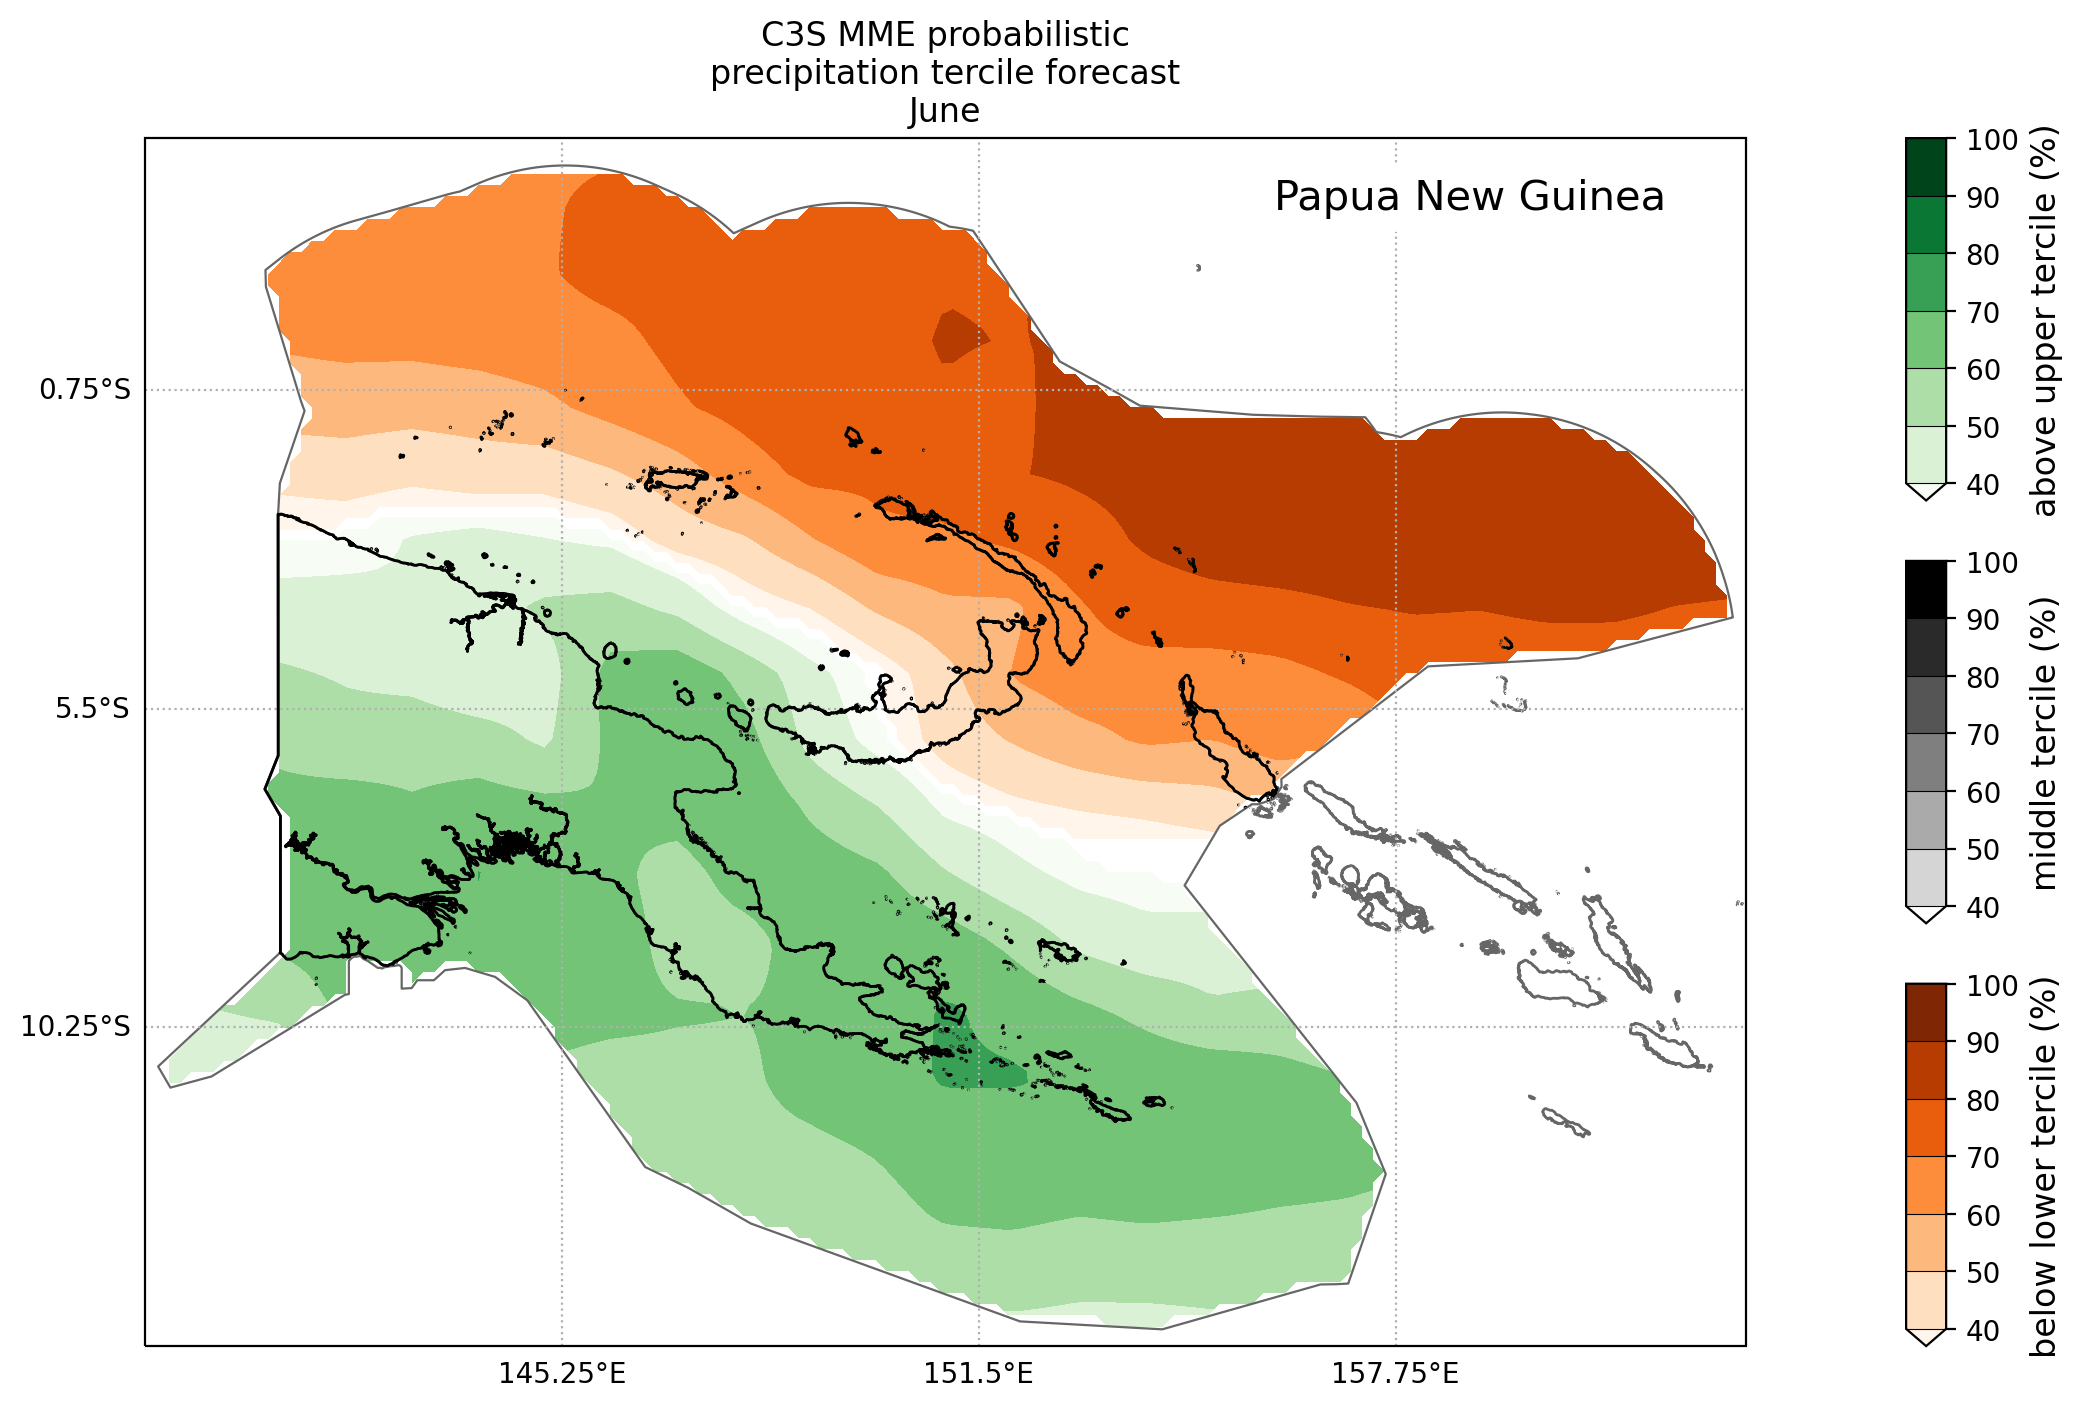 C3S MME probabilistic
precipitation tercile forecast
June
Papua New Guinea
0.75°S
5.5°S
10.25°S
145.25°E
151.5°E
157.75°E
100
90
80
70
60
50
40
above upper tercile (%)
100
90
80
70
60
50
40
middle tercile (%)
100
90
80
70
60
50
40
below lower tercile (%)